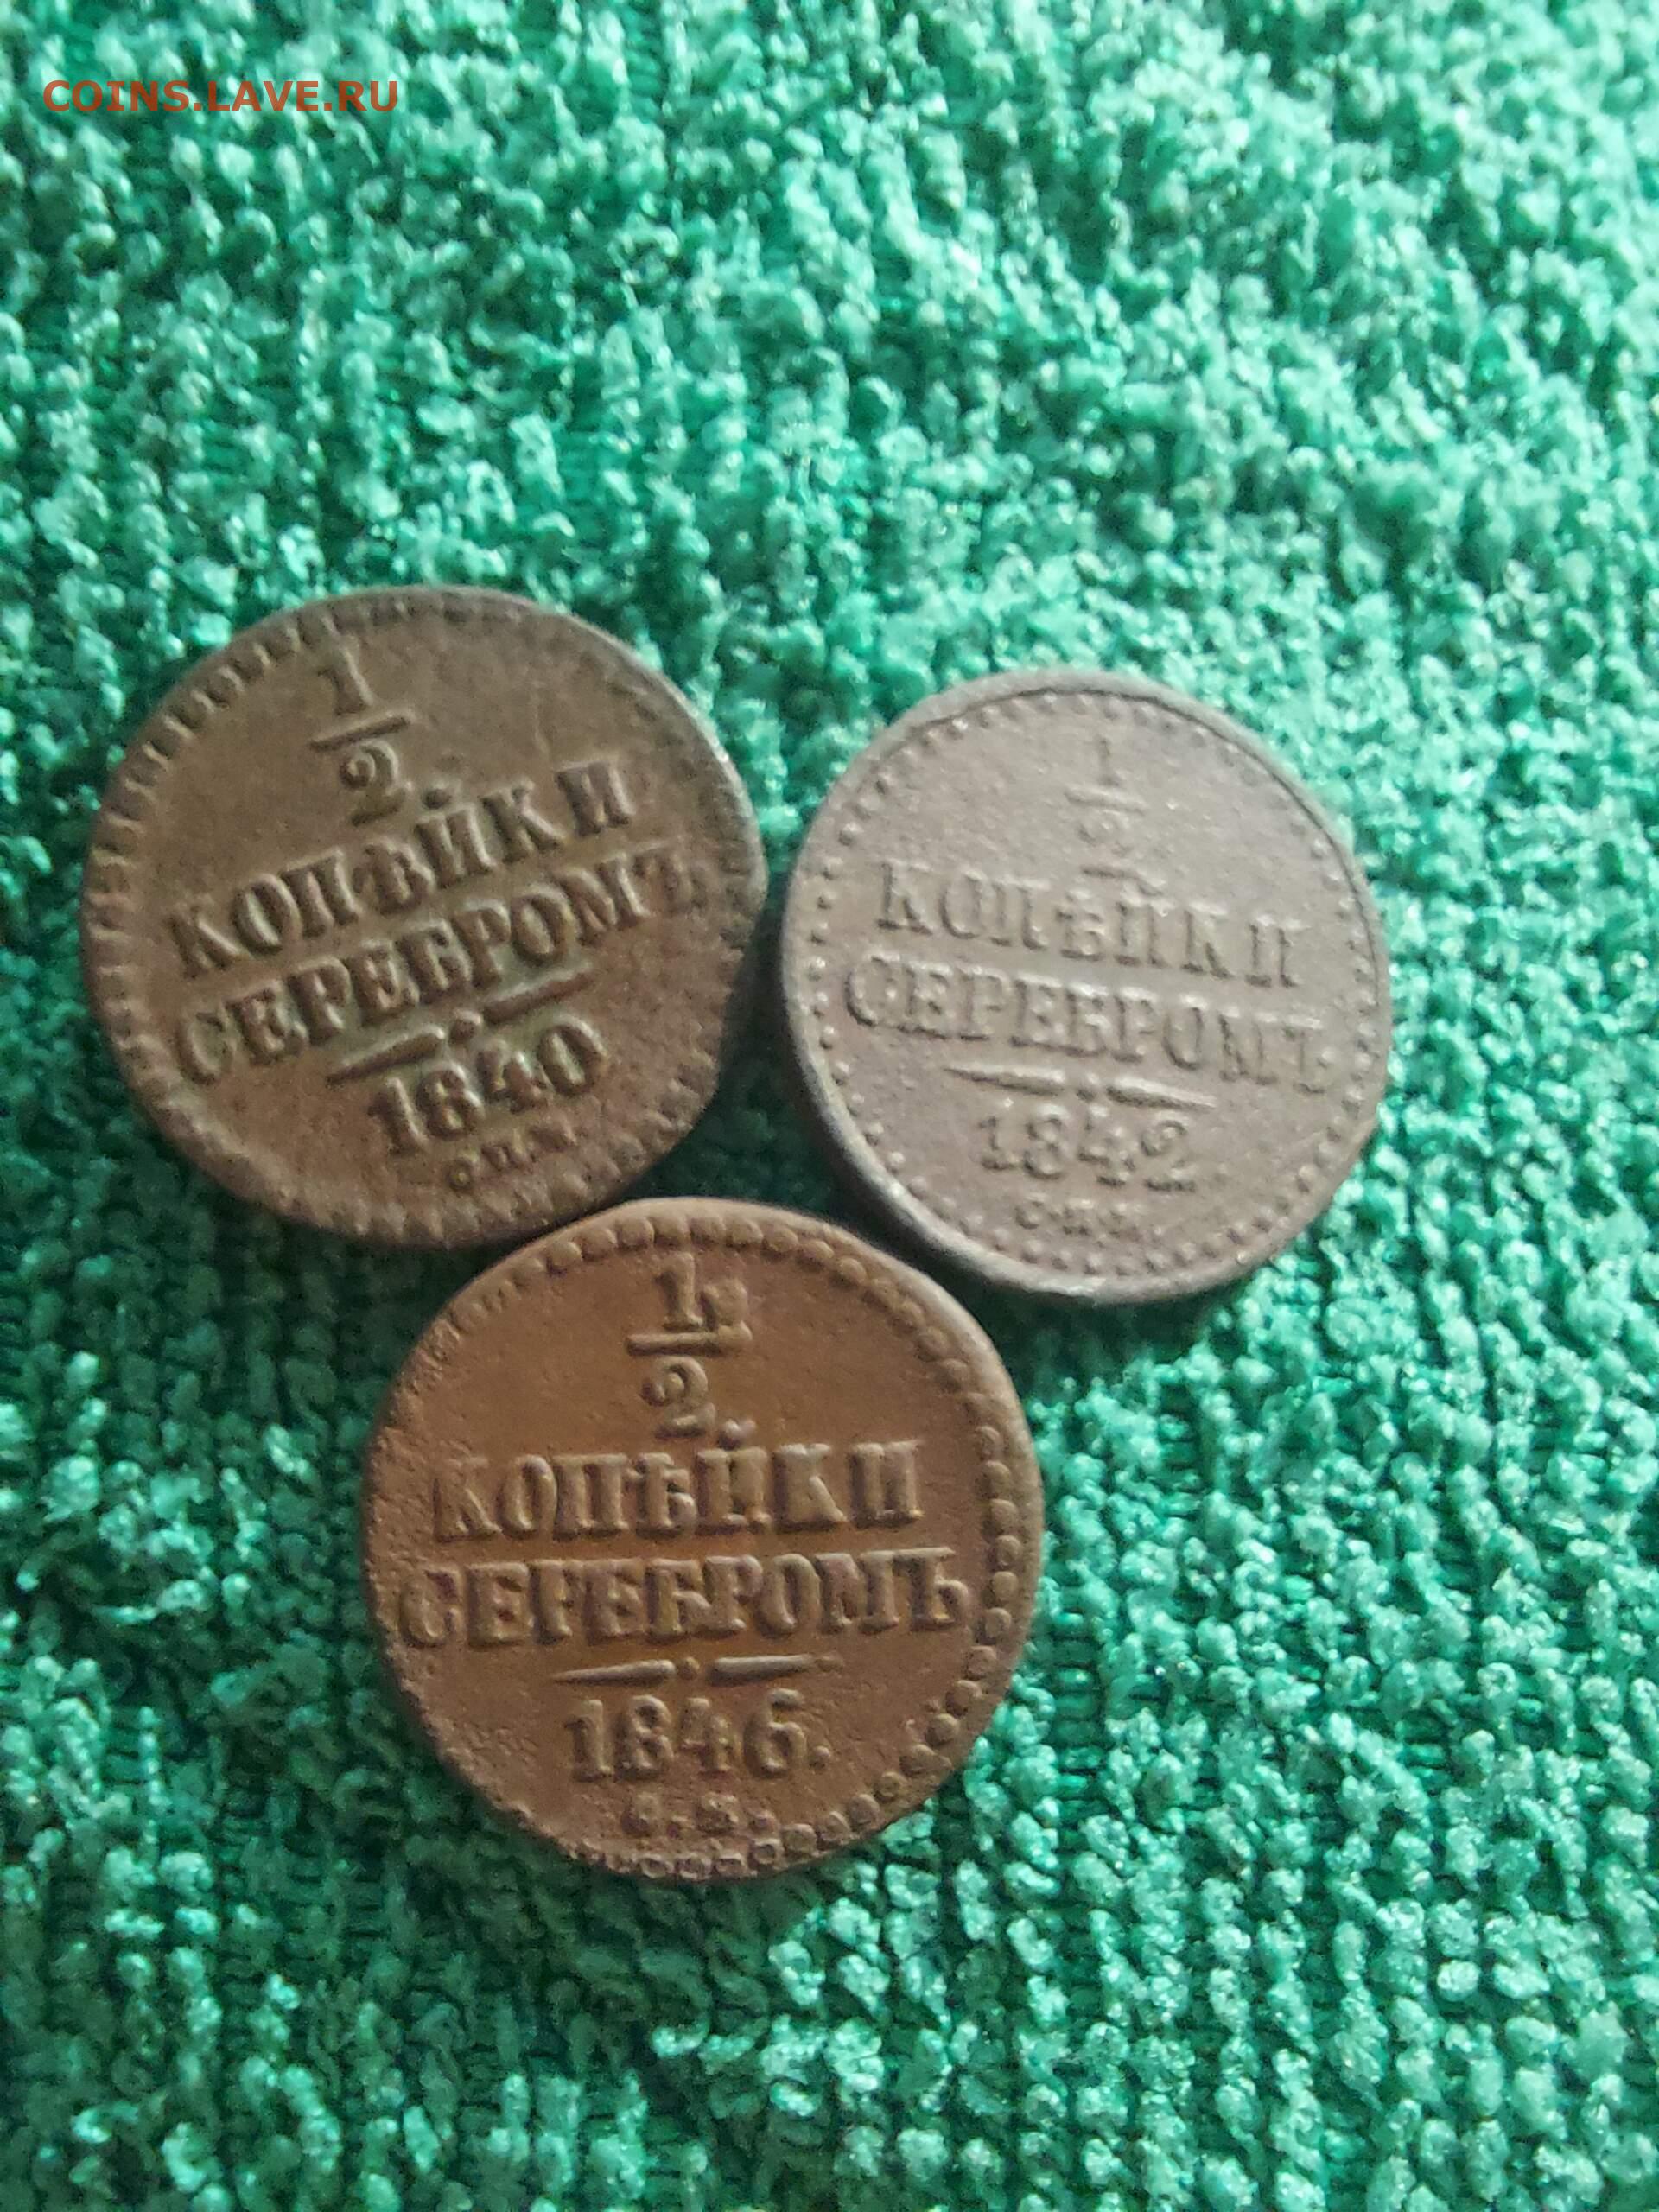 COINS.LAVE.RU
1
2
КОПѢЙКИ
СЕРЕБРОМЪ
1840
1
2
КОПѢЙКИ
СЕРЕБРОМЪ
1842
1
2
КОПѢЙКИ
СЕРЕБРОМЪ
1846.